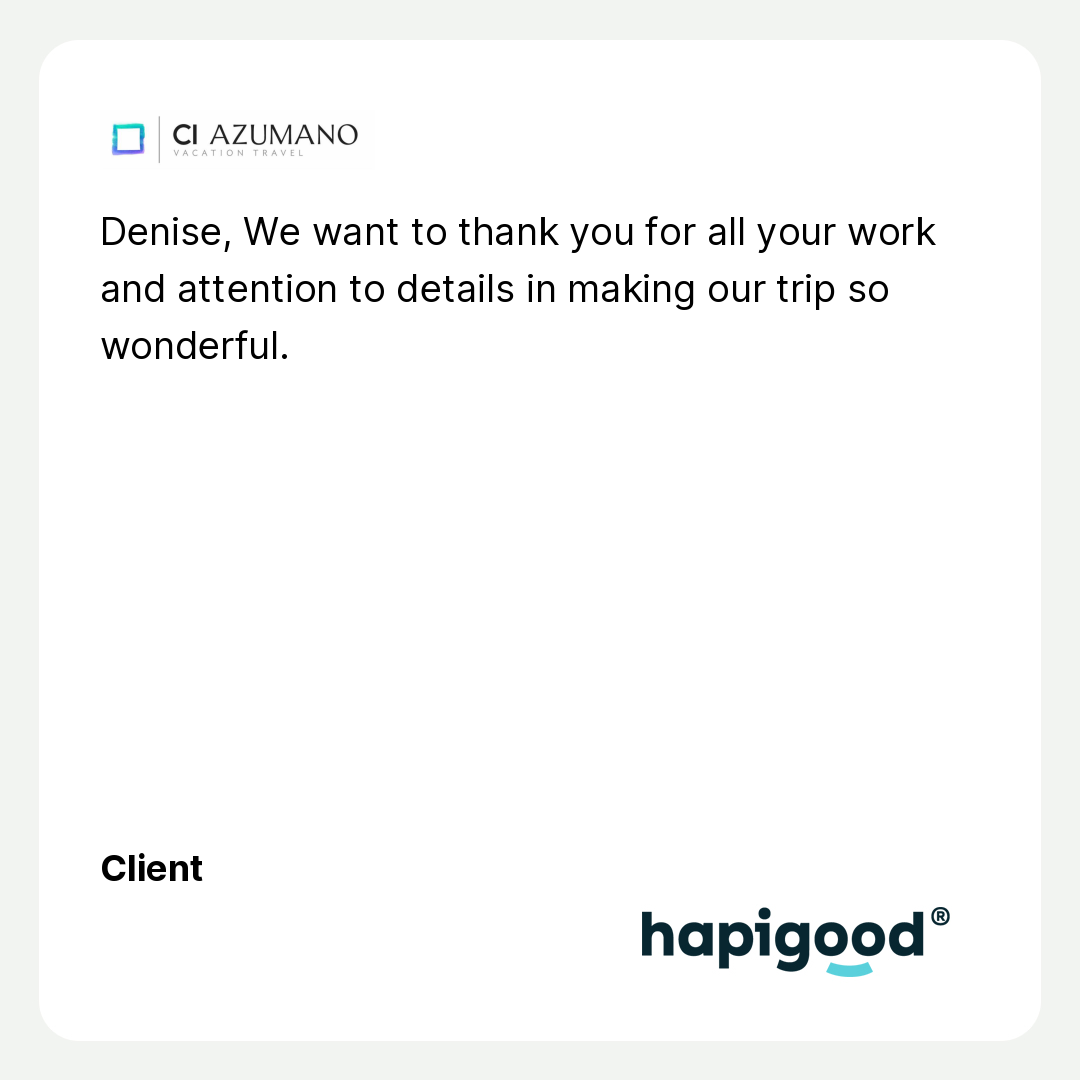 CI AZUMANO
VACATION TRAVEL
Denise, We want to thank you for all your work
and attention to details in making our trip so
wonderful.
Client
hapigood®